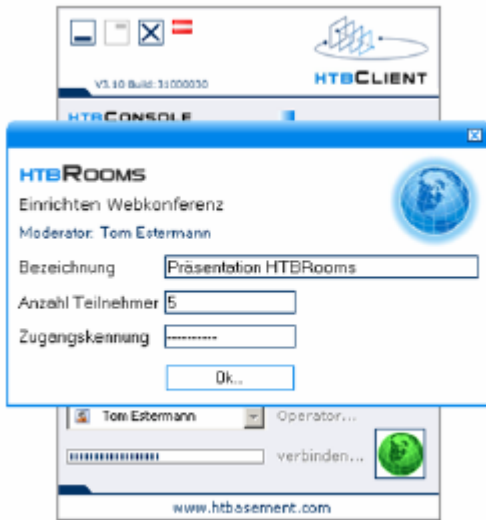 HTBCLIENT
V3.10 Build: 31000030
HTBCONSOLE
HTBROOMS
Einrichten Webkonferenz
Moderator: Tom Estermann
Bezeichnung Präsentation HTBRooms
Anzahl Teilnehmer 5
Zugangskennung ----------
Ok...
Tom Estermann Operator...
verbinden...
www.htbasement.com